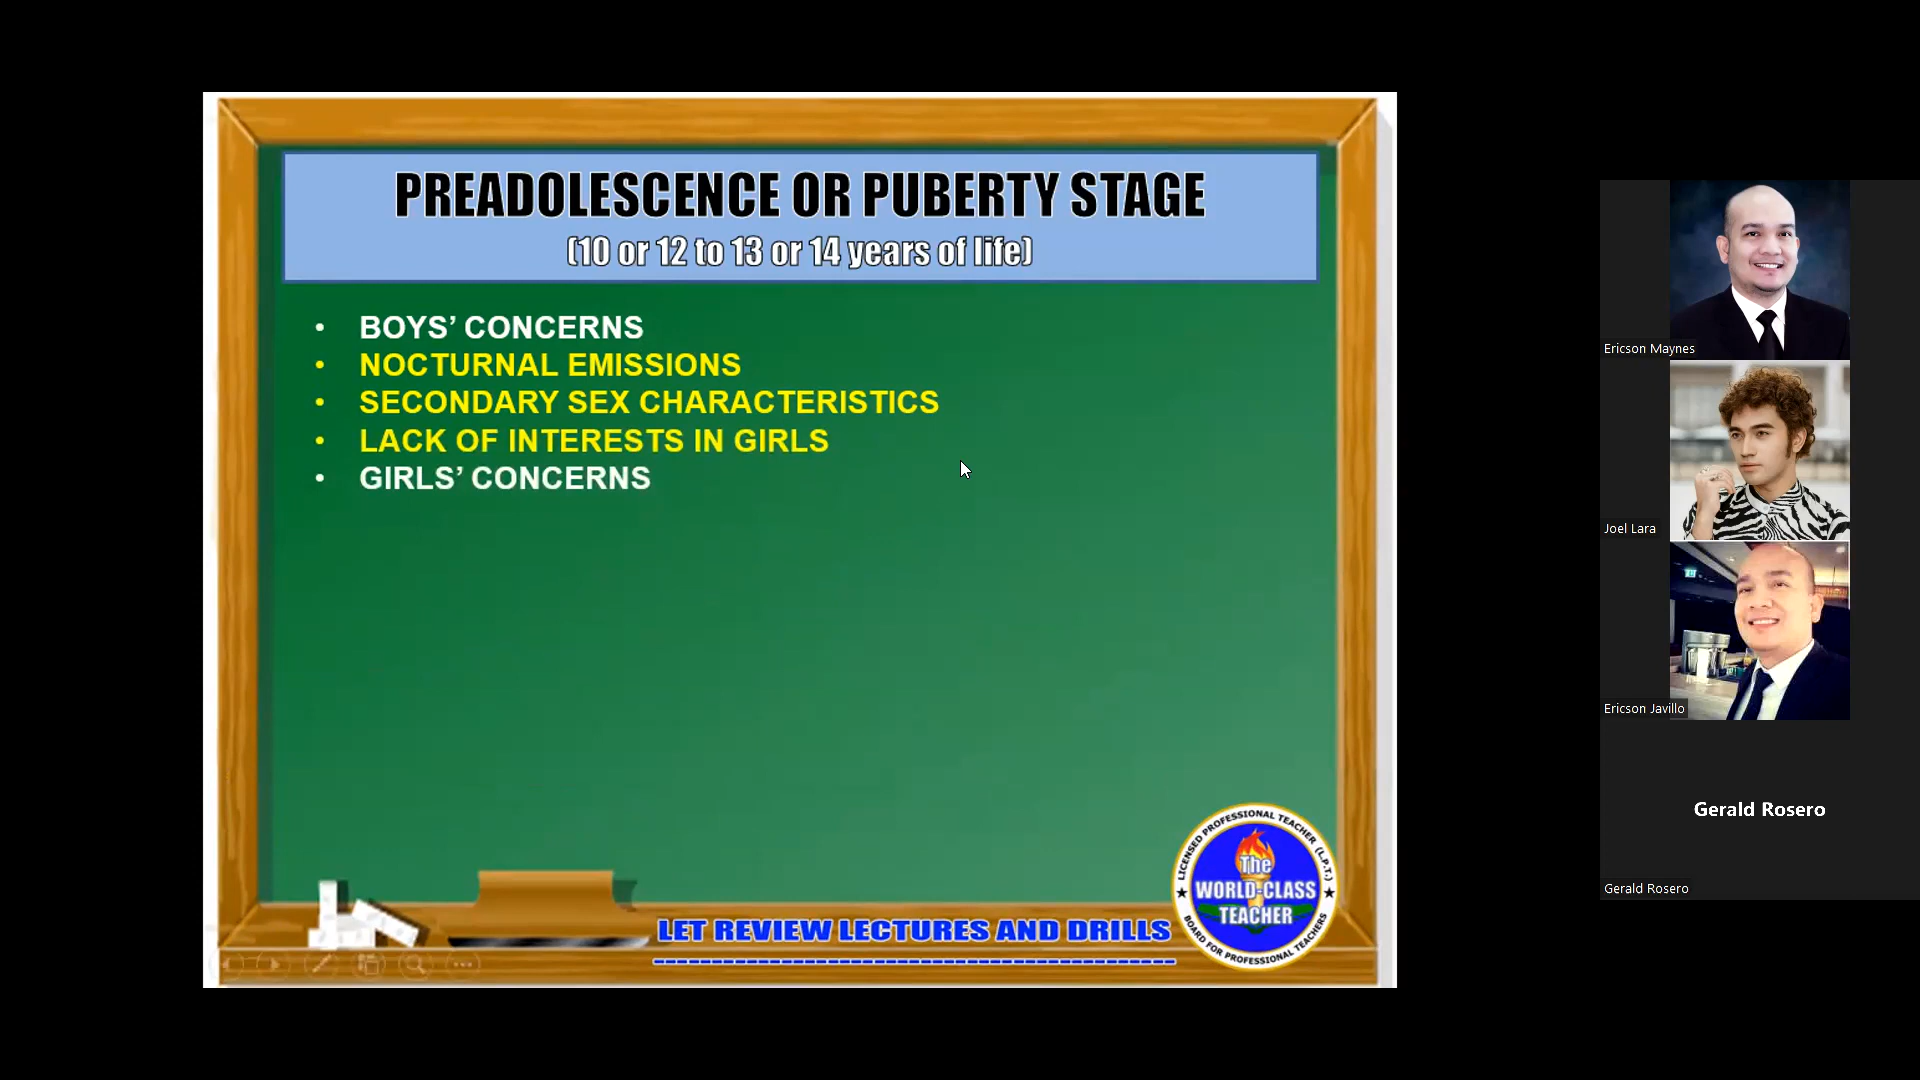 PREADOLESCENCE OR PUBERTY STAGE
(10 or 12 to 13 or 14 years of life)
• BOYS’ CONCERNS
• NOCTURNAL EMISSIONS
• SECONDARY SEX CHARACTERISTICS
• LACK OF INTERESTS IN GIRLS
• GIRLS’ CONCERNS
LET REVIEW LECTURES AND DRILLS
LICENSED PROFESSIONAL TEACHER (L.P.T.)
The
WORLD-CLASS
TEACHER
BOARD FOR PROFESSIONAL TEACHERS
Ericson Maynes
Joel Lara
Ericson Javillo
Gerald Rosero
Gerald Rosero